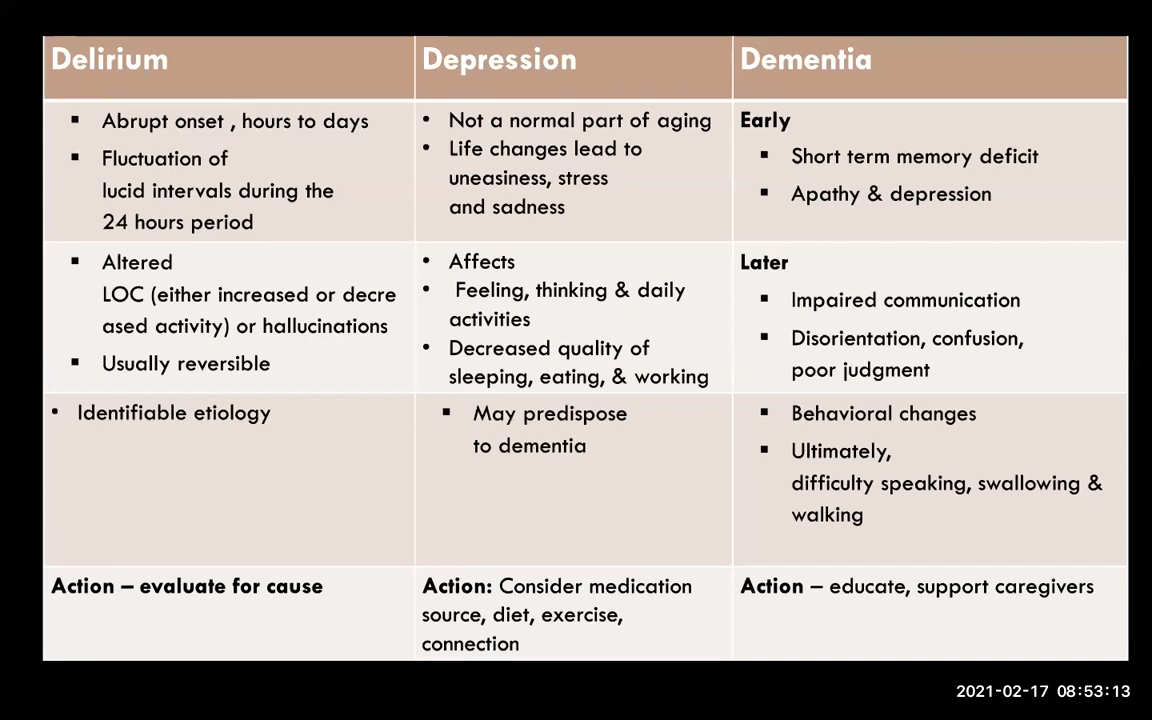 Delirium
Depression
Dementia
▪ Abrupt onset , hours to days
▪ Fluctuation of
lucid intervals during the
24 hours period
• Not a normal part of aging
• Life changes lead to
uneasiness, stress
and sadness
Early
▪ Short term memory deficit
▪ Apathy & depression
▪ Altered
LOC (either increased or decre
ased activity) or hallucinations
▪ Usually reversible
• Affects
• Feeling, thinking & daily
activities
• Decreased quality of
sleeping, eating, & working
Later
▪ Impaired communication
▪ Disorientation, confusion,
poor judgment
• Identifiable etiology
▪ May predispose
to dementia
▪ Behavioral changes
▪ Ultimately,
difficulty speaking, swallowing &
walking
Action – evaluate for cause
Action: Consider medication
source, diet, exercise,
connection
Action – educate, support caregivers
2021-02-17 08:53:13